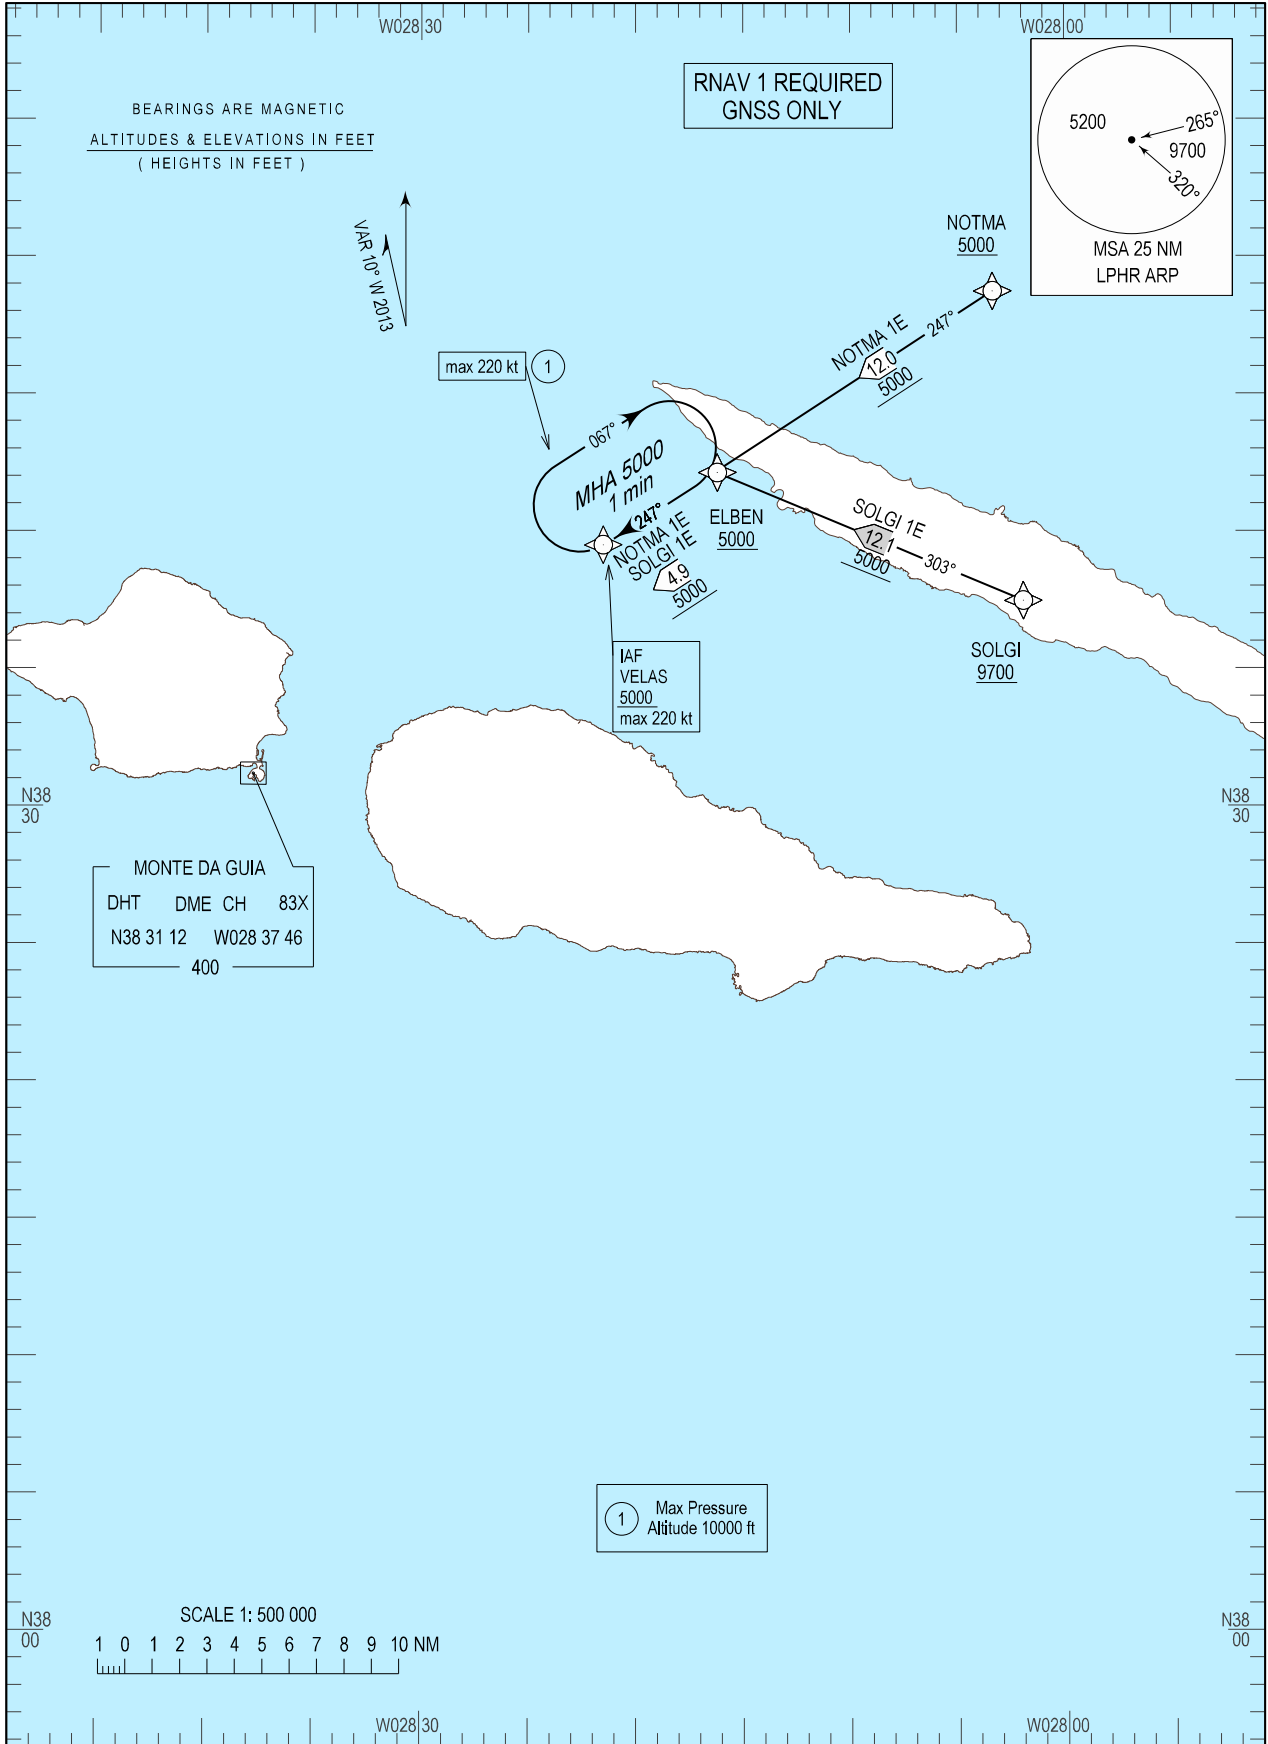 W028 30
W028 00
BEARINGS ARE MAGNETIC
ALTITUDES & ELEVATIONS IN FEET
( HEIGHTS IN FEET )
RNAV 1 REQUIRED
GNSS ONLY
5200
265°
9700
320°
MSA 25 NM
LPHR ARP
VAR 10° W 2013
NOTMA
5000
NOTMA 1E
247°
12.0
5000
max 220 kt
1
067°
MHA 5000
1 min
247°
NOTMA 1E
SOLGI 1E
4.9
5000
ELBEN
5000
SOLGI 1E
12.1
303°
5000
SOLGI
9700
IAF
VELAS
5000
max 220 kt
N38
30
N38
30
MONTE DA GUIA
DHT DME CH 83X
N38 31 12 W028 37 46
400
1
Max Pressure
Altitude 10000 ft
SCALE 1: 500 000
1 0 1 2 3 4 5 6 7 8 9 10 NM
N38
00
N38
00
W028 30
W028 00